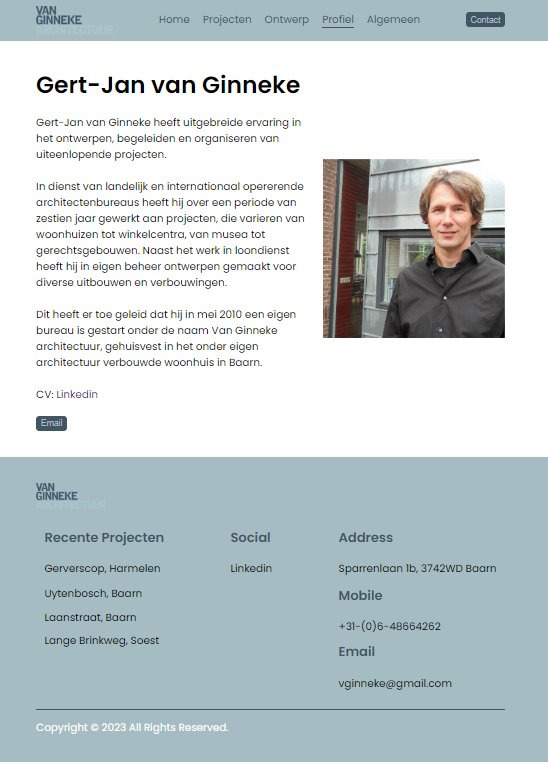 VAN
GINNEKE
ARCHITECTUUR
Home Projecten Ontwerp Profiel Algemeen Contact
Gert-Jan van Ginneke
Gert-Jan van Ginneke heeft uitgebreide ervaring in
het ontwerpen, begeleiden en organiseren van
uiteenlopende projecten.
In dienst van landelijk en internationaal opererende
architectenbureaus heeft hij over een periode van
zestien jaar gewerkt aan projecten, die varieren van
woonhuizen tot winkelcentra, van musea tot
gerechtsgebouwen. Naast het werk in loondienst
heeft hij in eigen beheer ontwerpen gemaakt voor
diverse uitbouwen en verbouwingen.
Dit heeft er toe geleid dat hij in mei 2010 een eigen
bureau is gestart onder de naam Van Ginneke
architectuur, gehuisvest in het onder eigen
architectuur verbouwde woonhuis in Baarn.
CV: Linkedin
Email
VAN
GINNEKE
ARCHITECTUUR
Recente Projecten
Gerverscop, Harmelen
Uytenbosch, Baarn
Laanstraat, Baarn
Lange Brinkweg, Soest
Social
Linkedin
Address
Sparrenlaan 1b, 3742WD Baarn
Mobile
+31-(0)6-48664262
Email
vginneke@gmail.com
Copyright © 2023 All Rights Reserved.